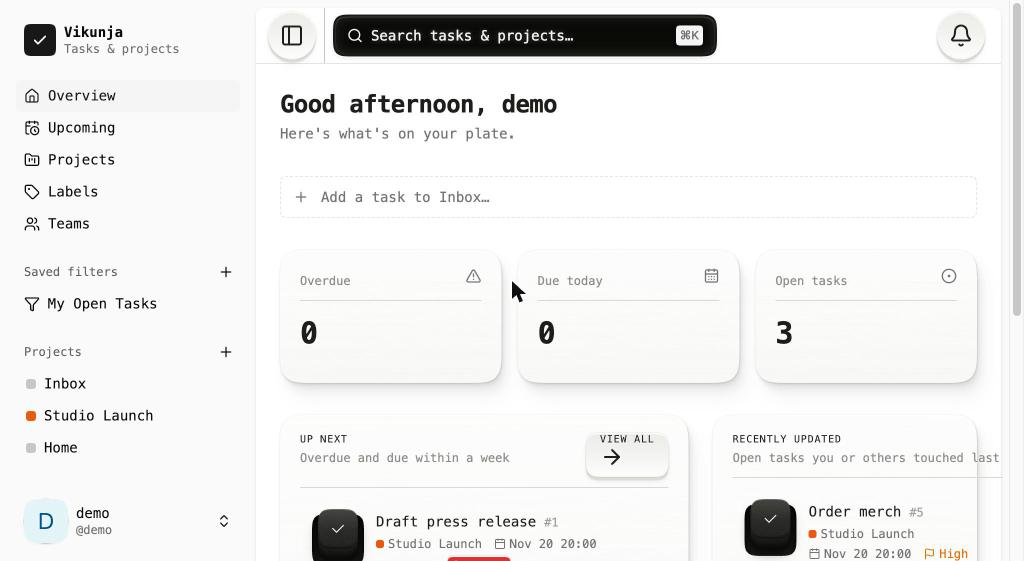 Vikunja
Tasks & projects
Overview
Upcoming
Projects
Labels
Teams
Saved filters
My Open Tasks
Projects
Inbox
Studio Launch
Home
demo
@demo
D
Search tasks & projects… ⌘K
Good afternoon, demo
Here's what's on your plate.
Add a task to Inbox…
Overdue
0
Due today
0
Open tasks
3
UP NEXT
Overdue and due within a week
VIEW ALL
Draft press release #1
Studio Launch Nov 20 20:00
RECENTLY UPDATED
Open tasks you or others touched last
Order merch #5
Studio Launch
Nov 20 20:00 High